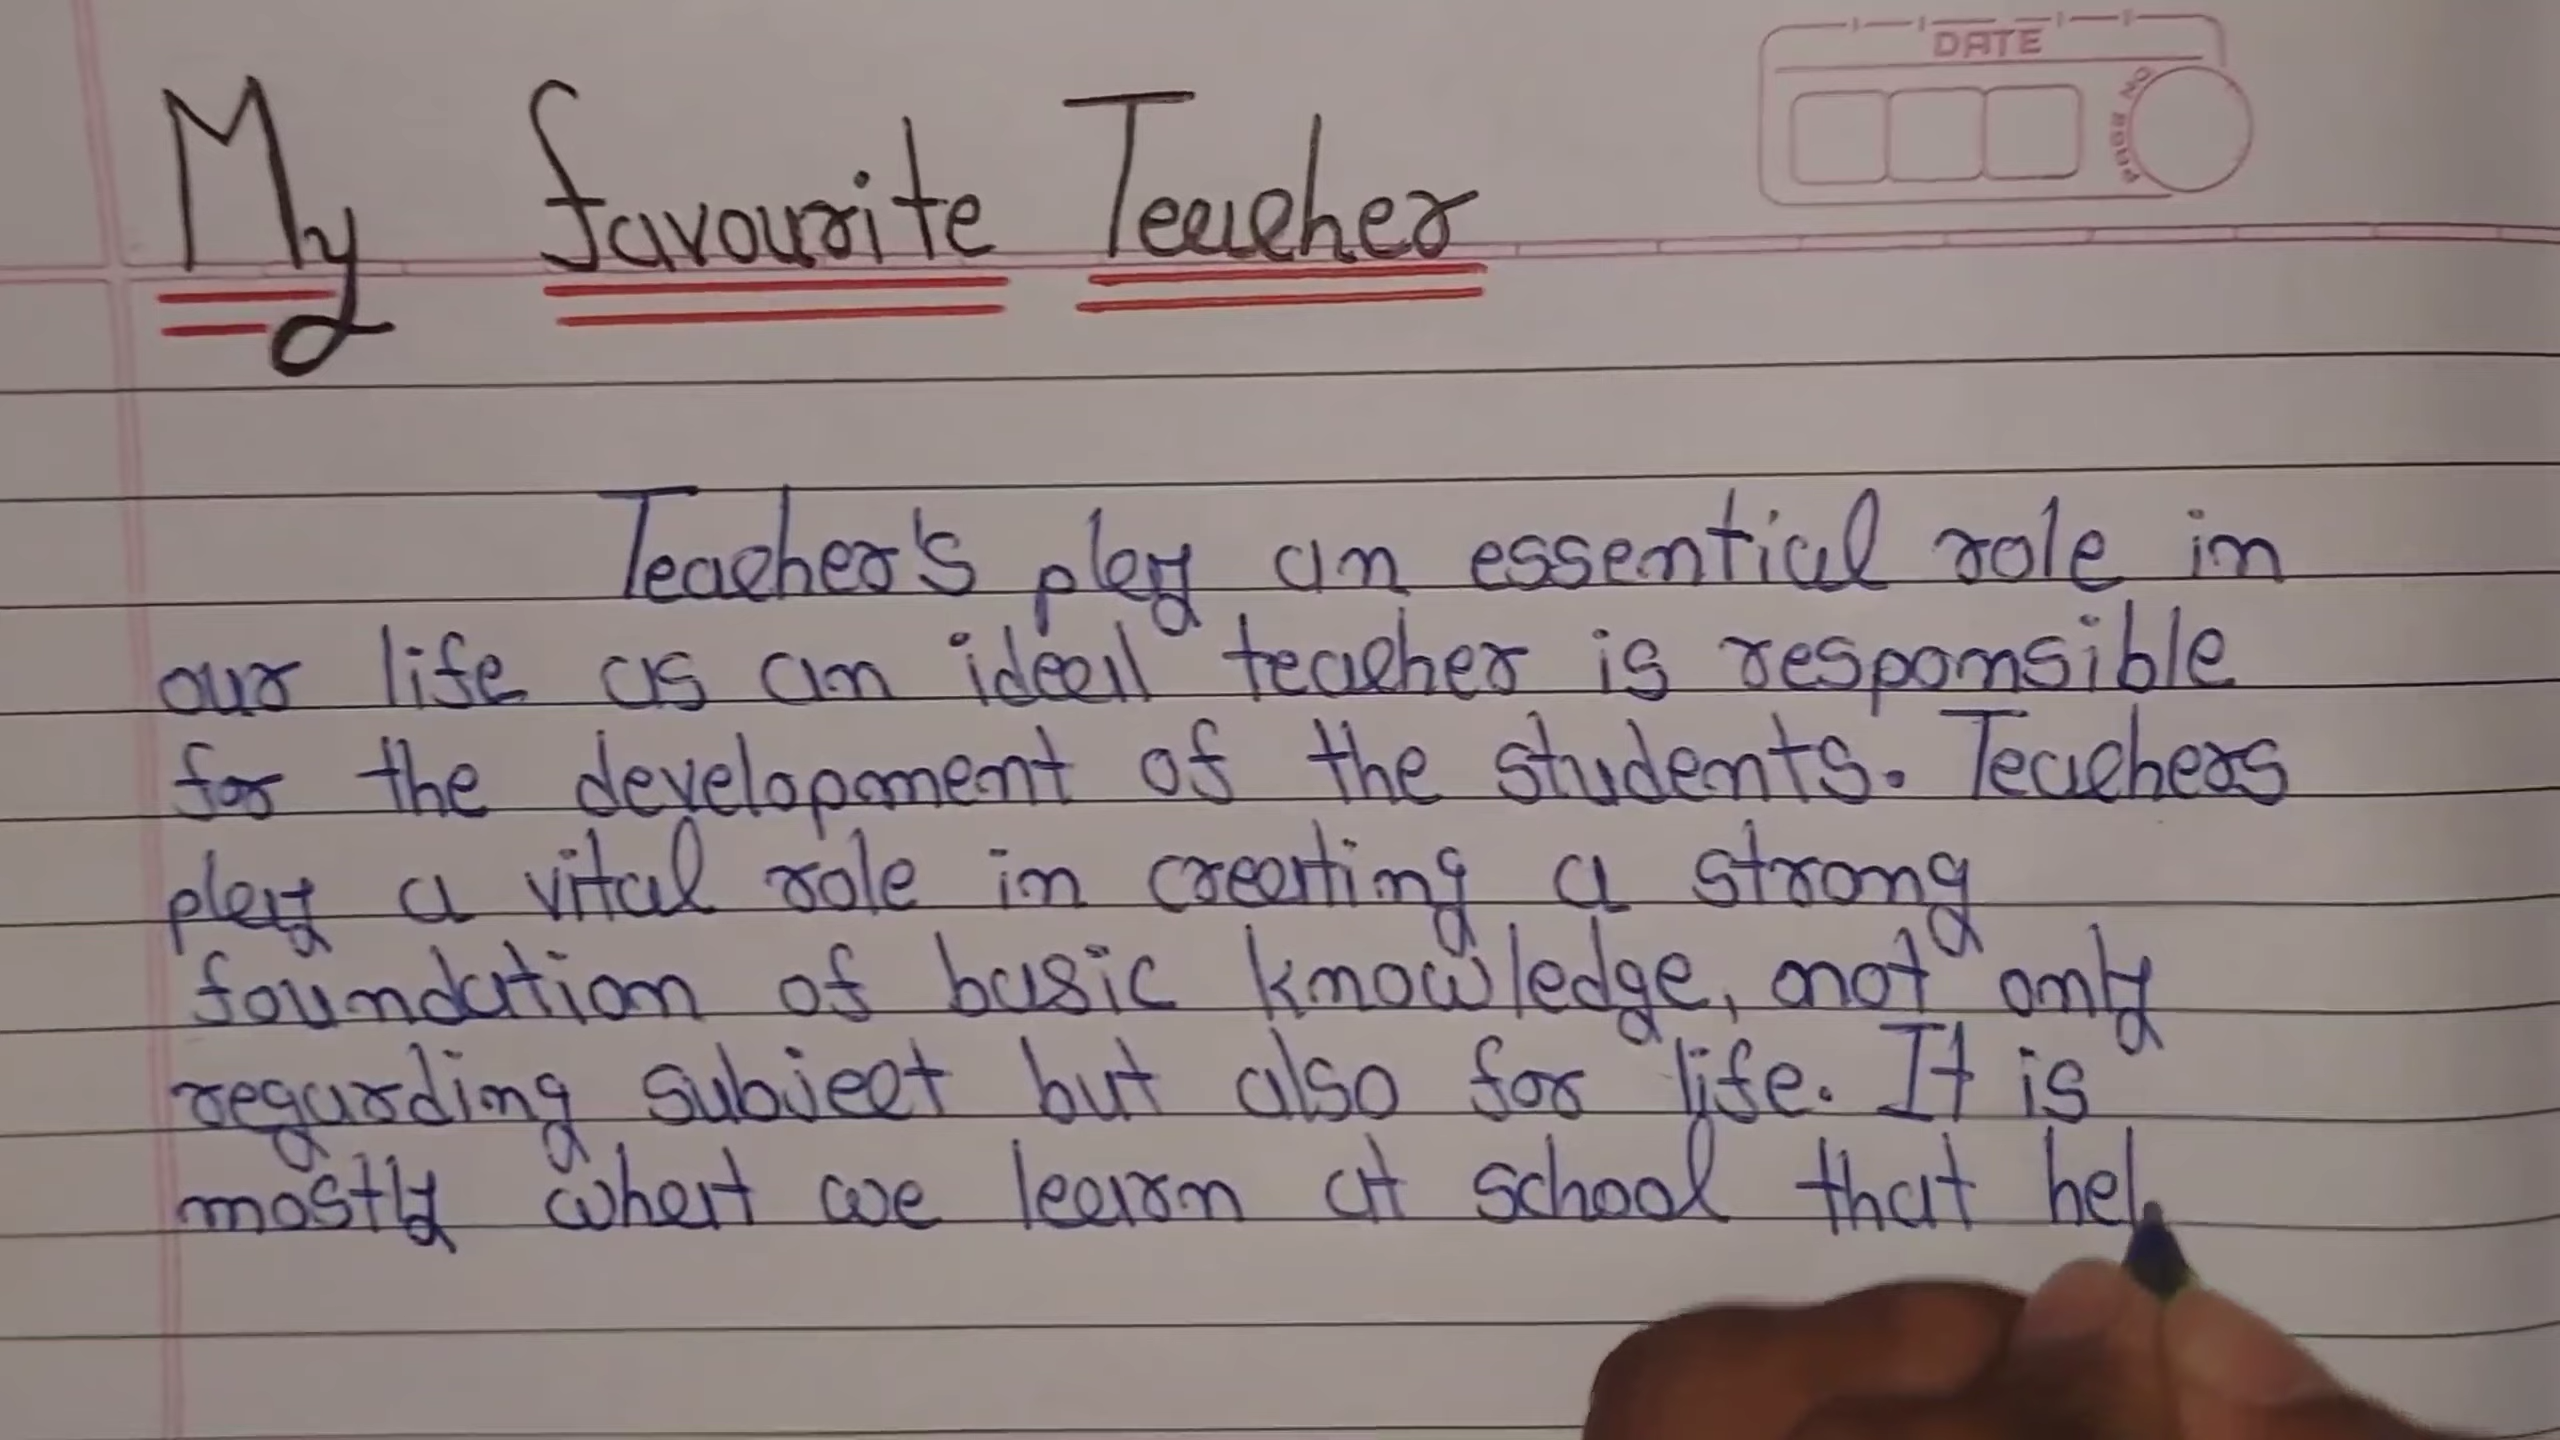 DATE
PAGE NO
My favourite Teacher
Teacher's play an essential role in
our life as an ideal teacher is responsible
for the development of the students. Teachers
play a vital role in creating a strong
foundation of basic knowledge, not only
regarding subject but also for life. It is
mostly what we learn at school that hel